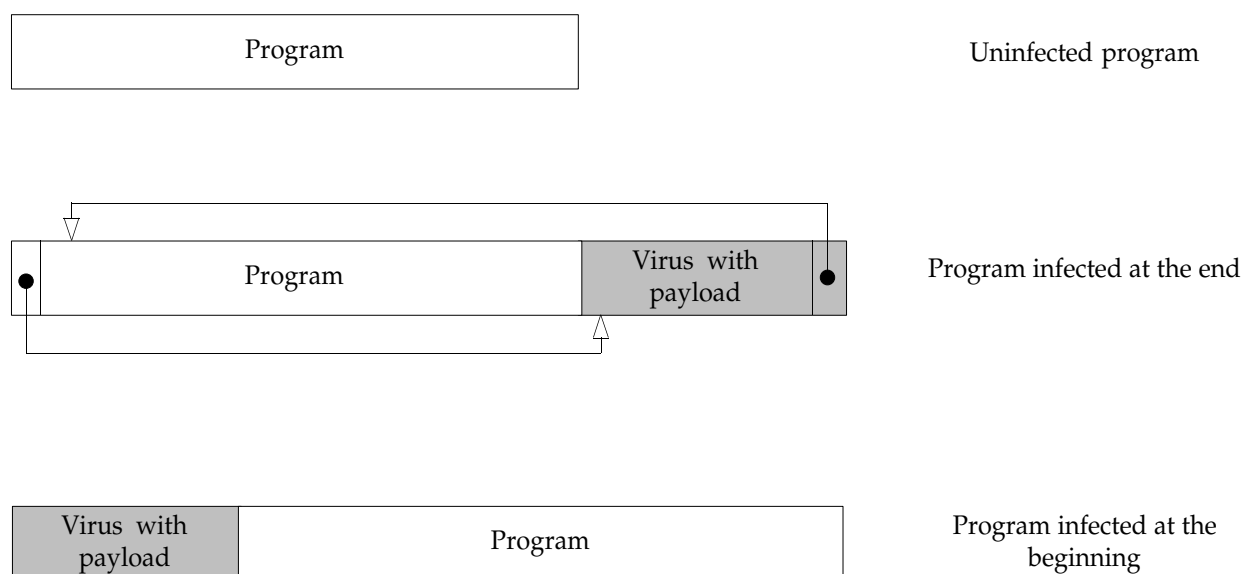 Program
Uninfected program
Program
Virus with
payload
Program infected at the end
Virus with
payload
Program
Program infected at the
beginning